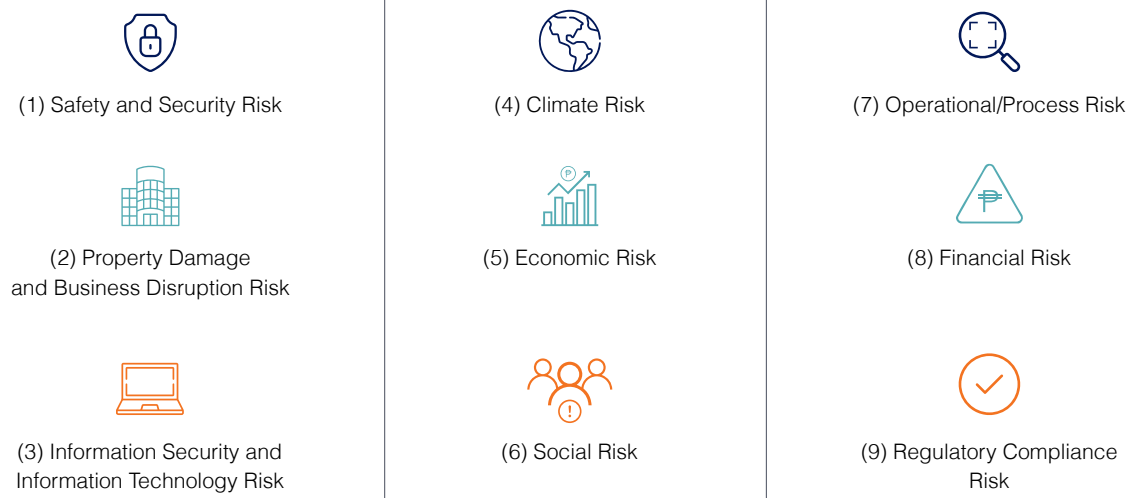 (1) Safety and Security Risk
(2) Property Damage
and Business Disruption Risk
(3) Information Security and
Information Technology Risk
(4) Climate Risk
₱
(5) Economic Risk
!
(6) Social Risk
(7) Operational/Process Risk
₱
(8) Financial Risk
(9) Regulatory Compliance
Risk